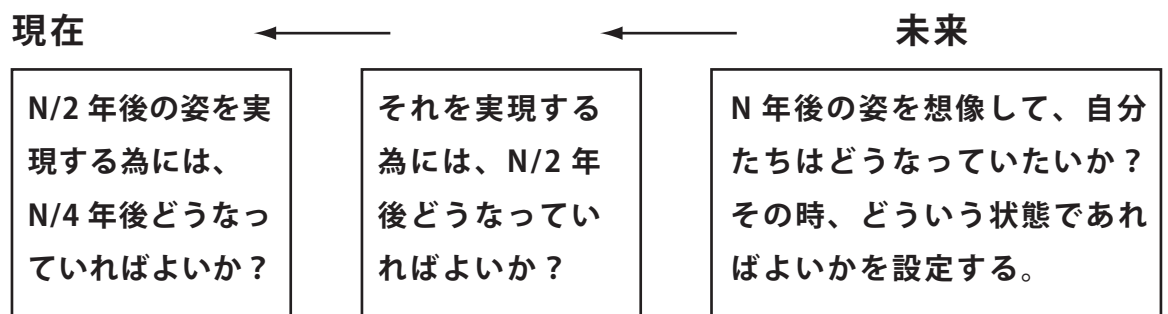 現在
未来
N/2 年後の姿を実
現する為には、
N/4 年後どうなっ
ていればよいか？
それを実現する
為には、N/2 年
後どうなってい
ればよいか？
N 年後の姿を想像して、自分
たちはどうなっていたいか？
その時、どういう状態であれ
ばよいかを設定する。